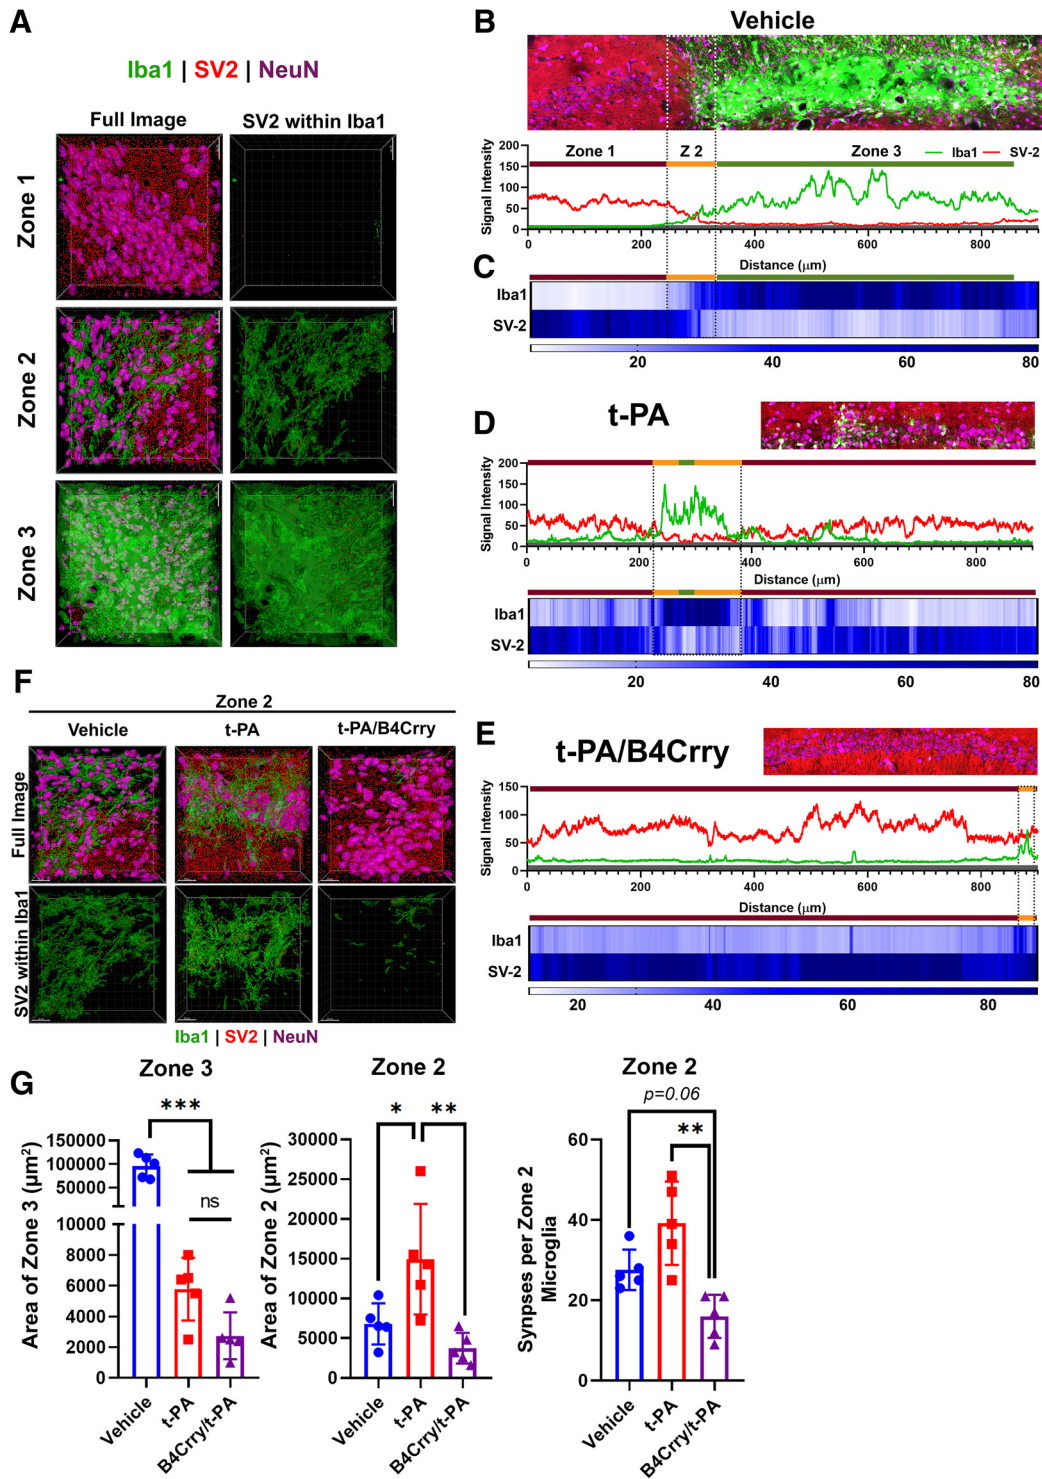 A
Iba1 | SV2 | NeuN
Full Image
SV2 within Iba1
Zone 1
Zone 2
Zone 3
B
Vehicle
200
150
100
50
0
Signal Intensity
Zone 1
Z 2
Zone 3
Iba1
SV-2
0
200
400
600
800
Distance (μm)
C
Iba1
SV-2
20
40
60
80
D
t-PA
200
150
100
50
0
Signal Intensity
0
200
400
600
800
Distance (μm)
Iba1
SV-2
20
40
60
80
E
t-PA/B4Crry
150
100
50
0
Signal Intensity
0
200
400
600
800
Distance (μm)
Iba1
SV-2
20
40
60
80
F
Zone 2
Vehicle
t-PA
t-PA/B4Crry
Full Image
SV2 within Iba1
Iba1 | SV2 | NeuN
G
Zone 3
***
ns
150000
100000
50000
10000
8000
6000
4000
2000
0
Area of Zone 3 (μm²)
Vehicle
t-PA
B4Crry/t-PA
Zone 2
*
**
30000
25000
20000
15000
10000
5000
0
Area of Zone 2 (μm²)
Vehicle
t-PA
B4Crry/t-PA
Zone 2
p=0.06
**
60
40
20
0
Synpses per Zone 2
Microglia
Vehicle
t-PA
B4Crry/t-PA